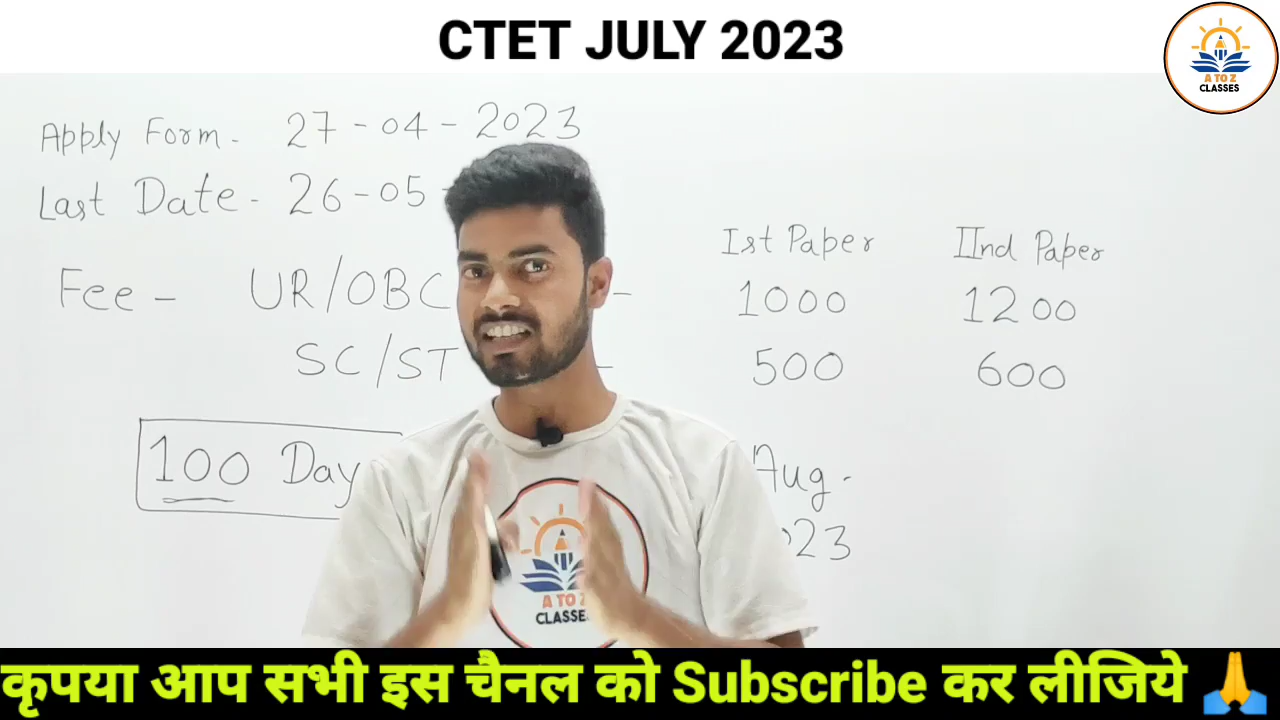 CTET JULY 2023
A TO Z
CLASSES
Apply Form - 27 - 04 - 2023
Last Date - 26 - 05 -
Ist Paper IInd Paper
Fee - UR/OBC - 1000 1200
SC/ST - 500 600
100 Day
Aug.
023
A TO Z
CLASSES
कृपया आप सभी इस चैनल को Subscribe कर लीजिये 🙏